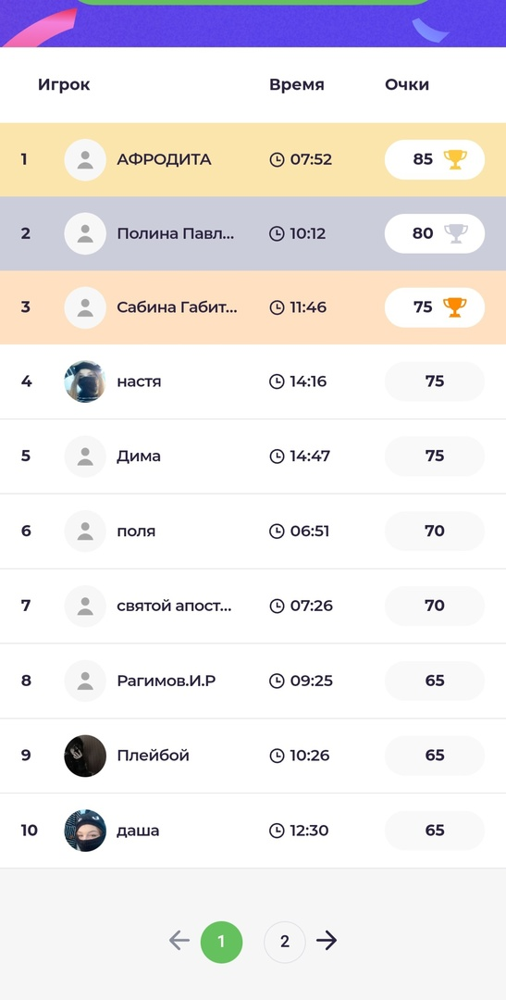 Игрок Время Очки
1 АФРОДИТА 07:52 85
2 Полина Павл... 10:12 80
3 Сабина Габит... 11:46 75
4 настя 14:16 75
5 Дима 14:47 75
6 поля 06:51 70
7 святой апост... 07:26 70
8 Рагимов.И.Р 09:25 65
9 Плейбой 10:26 65
10 даша 12:30 65
1 2